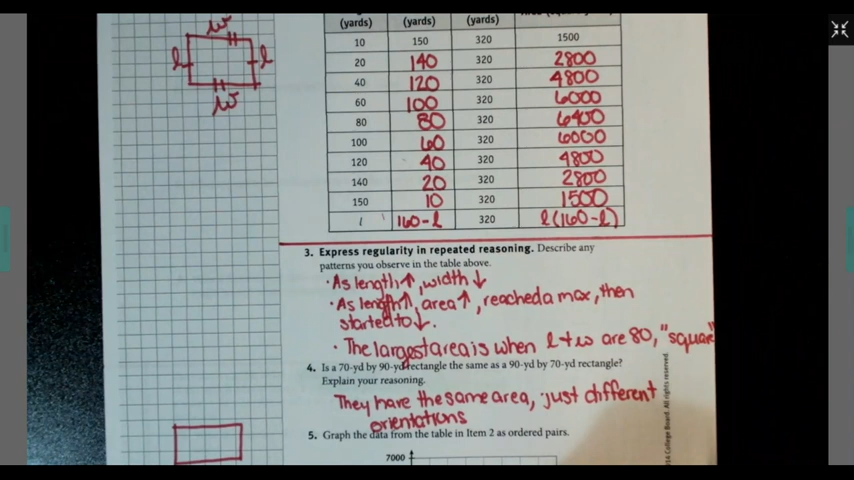 w
l
l
w
(yards) (yards) (yards)
10 150 320 1500
20 140 320 2800
40 120 320 4800
60 100 320 6000
80 80 320 6400
100 60 320 6000
120 40 320 4800
140 20 320 2800
150 10 320 1500
l 160-l 320 l(160-l)
3. Express regularity in repeated reasoning. Describe any
patterns you observe in the table above.
· As length↑, width↓
· As length↑, area↑, reached a max, then
started to↓.
· The largest area is when l + w are 80, "square"
4. Is a 70-yd by 90-yd rectangle the same as a 90-yd by 70-yd rectangle?
Explain your reasoning.
They have the same area, just different
orientations
5. Graph the data from the table in Item 2 as ordered pairs.
7000
College Board. All rights reserved.